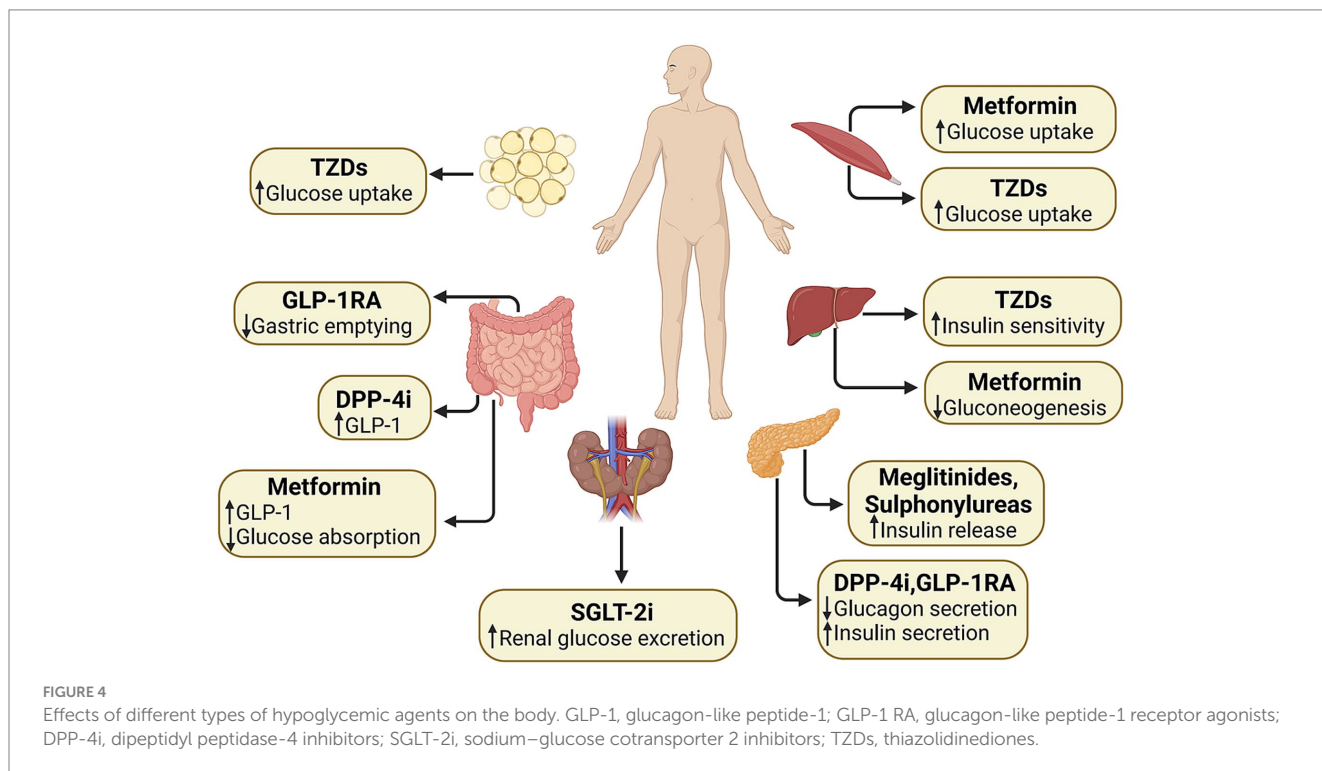 TZDs
↑Glucose uptake
GLP-1RA
↓Gastric emptying
DPP-4i
↑GLP-1
Metformin
↑GLP-1
↓Glucose absorption
SGLT-2i
↑Renal glucose excretion
Metformin
↑Glucose uptake
TZDs
↑Glucose uptake
TZDs
↑Insulin sensitivity
Metformin
↓Gluconeogenesis
Meglitinides,
Sulphonylureas
↑Insulin release
DPP-4i,GLP-1RA
↓Glucagon secretion
↑Insulin secretion
FIGURE 4
Effects of different types of hypoglycemic agents on the body. GLP-1, glucagon-like peptide-1; GLP-1 RA, glucagon-like peptide-1 receptor agonists;
DPP-4i, dipeptidyl peptidase-4 inhibitors; SGLT-2i, sodium–glucose cotransporter 2 inhibitors; TZDs, thiazolidinediones.